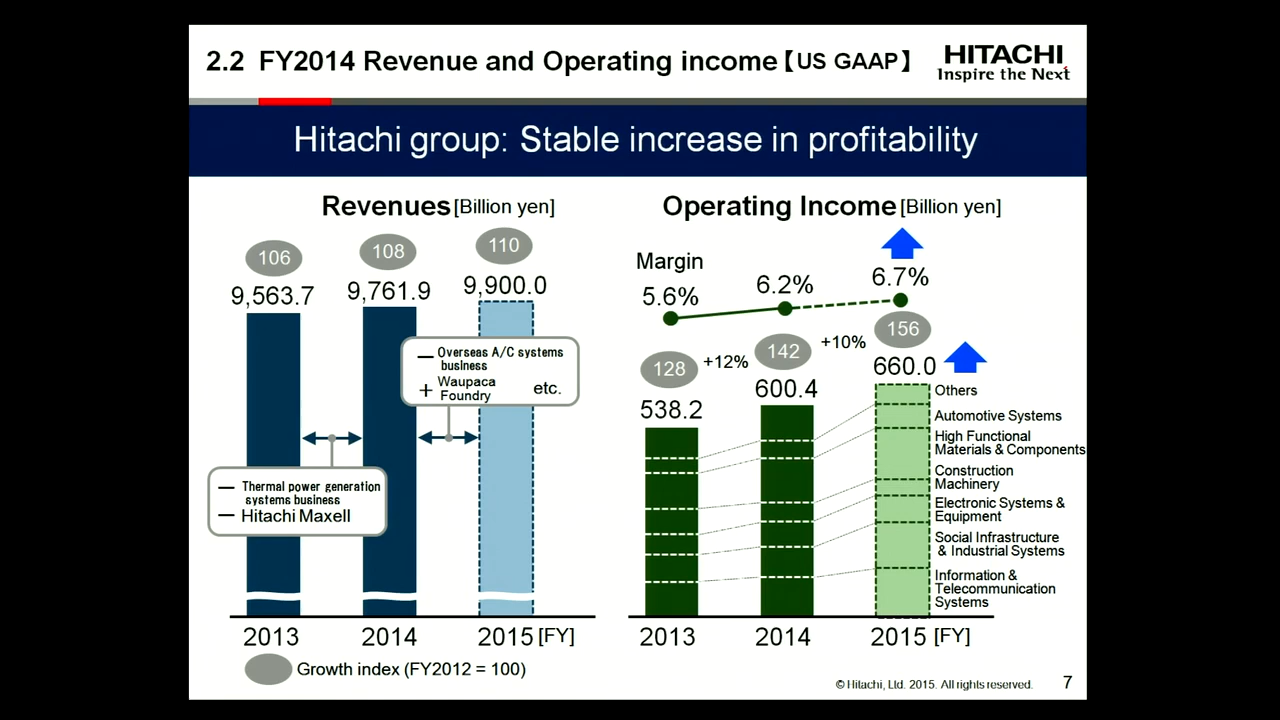 2.2 FY2014 Revenue and Operating income【US GAAP】
HITACHI
Inspire the Next
Hitachi group: Stable increase in profitability
Revenues [Billion yen]
106
108
110
9,563.7
9,761.9
9,900.0
− Overseas A/C systems
business
+ Waupaca
Foundry
etc.
− Thermal power generation
systems business
− Hitachi Maxell
2013
2014
2015 [FY]
Growth index (FY2012 = 100)
Operating Income [Billion yen]
Margin
5.6%
6.2%
6.7%
128
+12%
142
+10%
156
538.2
600.4
660.0
Others
Automotive Systems
High Functional
Materials & Components
Construction
Machinery
Electronic Systems &
Equipment
Social Infrastructure
& Industrial Systems
Information &
Telecommunication
Systems
2013
2014
2015 [FY]
© Hitachi, Ltd. 2015. All rights reserved.
7